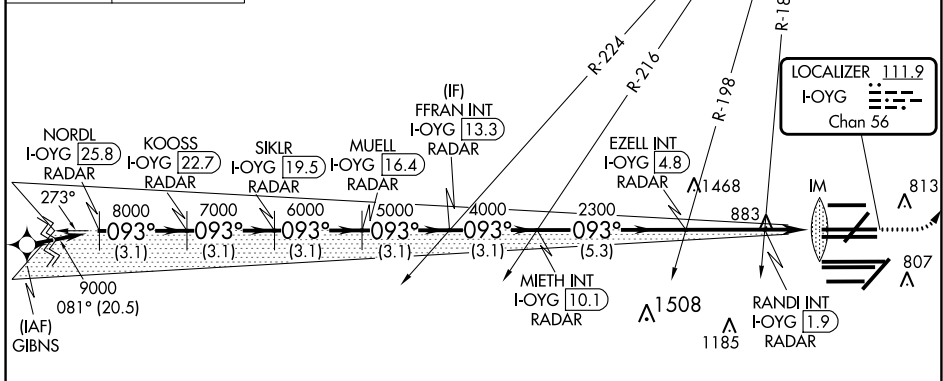 R-18
R-224
R-216
R-198
LOCALIZER 111.9
I-OYG
Chan 56
(IF)
FFRAN INT
I-OYG 13.3
RADAR
NORDL
I-OYG 25.8
RADAR
KOOSS
I-OYG 22.7
RADAR
SIKLR
I-OYG 19.5
RADAR
MUELL
I-OYG 16.4
RADAR
EZELL INT
I-OYG 4.8
RADAR
1468
IM
813
273°
8000
093°
(3.1)
7000
093°
(3.1)
6000
093°
(3.1)
5000
093°
(3.1)
4000
093°
(3.1)
2300
093°
(5.3)
883
9000
081° (20.5)
(IAF)
GIBNS
MIETH INT
I-OYG 10.1
RADAR
1508
1185
RANDI INT
I-OYG 1.9
RADAR
807